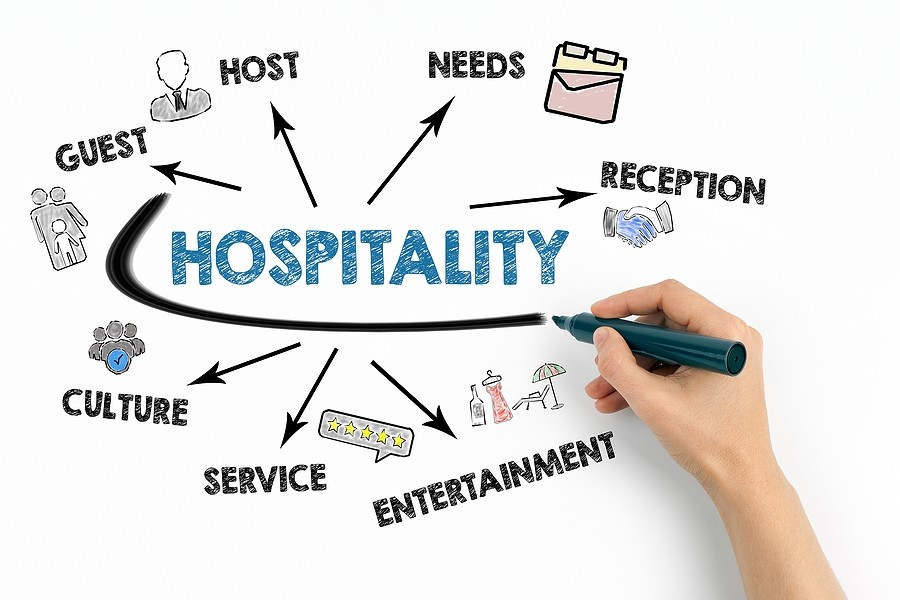 HOST
NEEDS
GUEST
RECEPTION
HOSPITALITY
CULTURE
SERVICE
ENTERTAINMENT